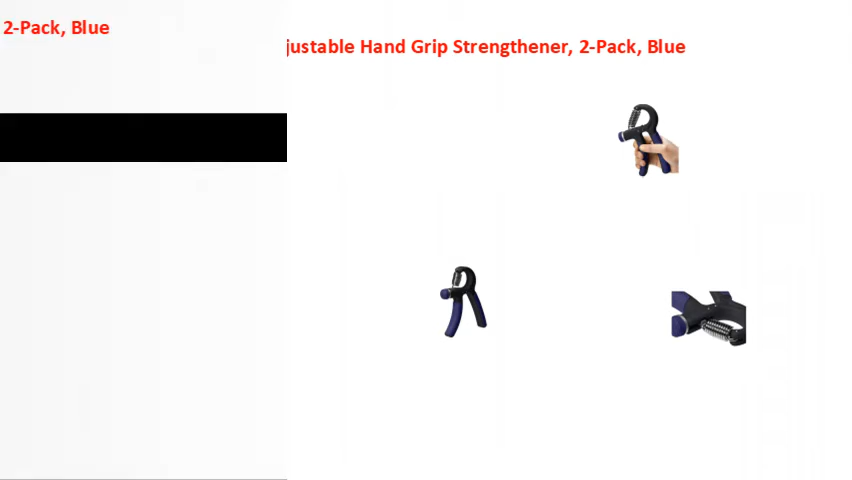 2-Pack, Blue
justable Hand Grip Strengthener, 2-Pack, Blue